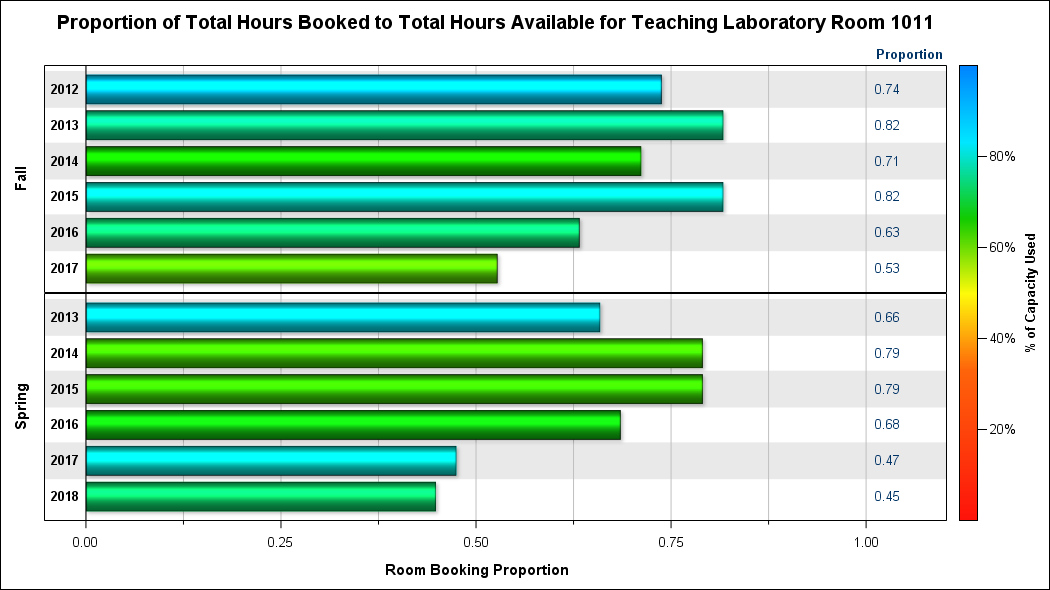 Proportion of Total Hours Booked to Total Hours Available for Teaching Laboratory Room 1011
Proportion
Fall
2012 0.74
2013 0.82
2014 0.71
2015 0.82
2016 0.63
2017 0.53
Spring
2013 0.66
2014 0.79
2015 0.79
2016 0.68
2017 0.47
2018 0.45
0.00 0.25 0.50 0.75 1.00
Room Booking Proportion
80%
60%
40%
20%
% of Capacity Used